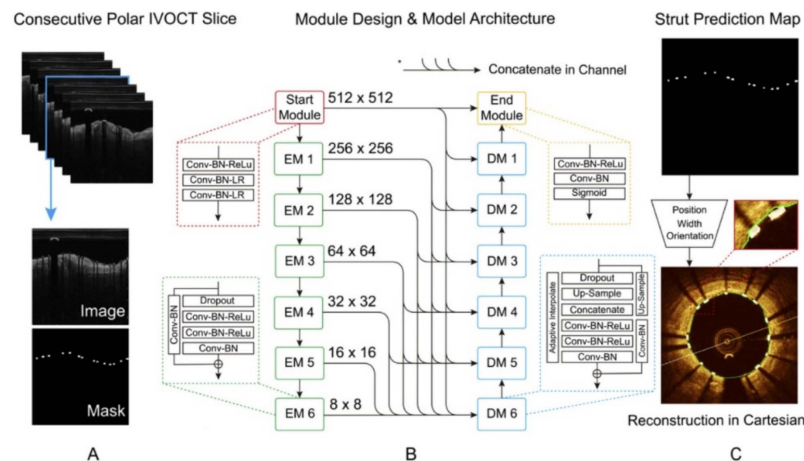 Consecutive Polar IVOCT Slice
Image
Mask
A
Module Design & Model Architecture
Concatenate in Channel
Start
Module
512 x 512
End
Module
EM 1
256 x 256
DM 1
EM 2
128 x 128
DM 2
EM 3
64 x 64
DM 3
EM 4
32 x 32
DM 4
EM 5
16 x 16
DM 5
EM 6
8 x 8
DM 6
Conv-BN-ReLu
Conv-BN-LR
Conv-BN-LR
Conv-BN
Dropout
Conv-BN-ReLu
Conv-BN-ReLu
Conv-BN
Conv-BN-ReLu
Conv-BN
Sigmoid
Adaptive Interpolate
Dropout
Up-Sample
Concatenate
Conv-BN-ReLu
Conv-BN-ReLu
Conv-BN
Up-Sample
Conv-BN
B
Strut Prediction Map
Position
Width
Orientation
Reconstruction in Cartesian
C